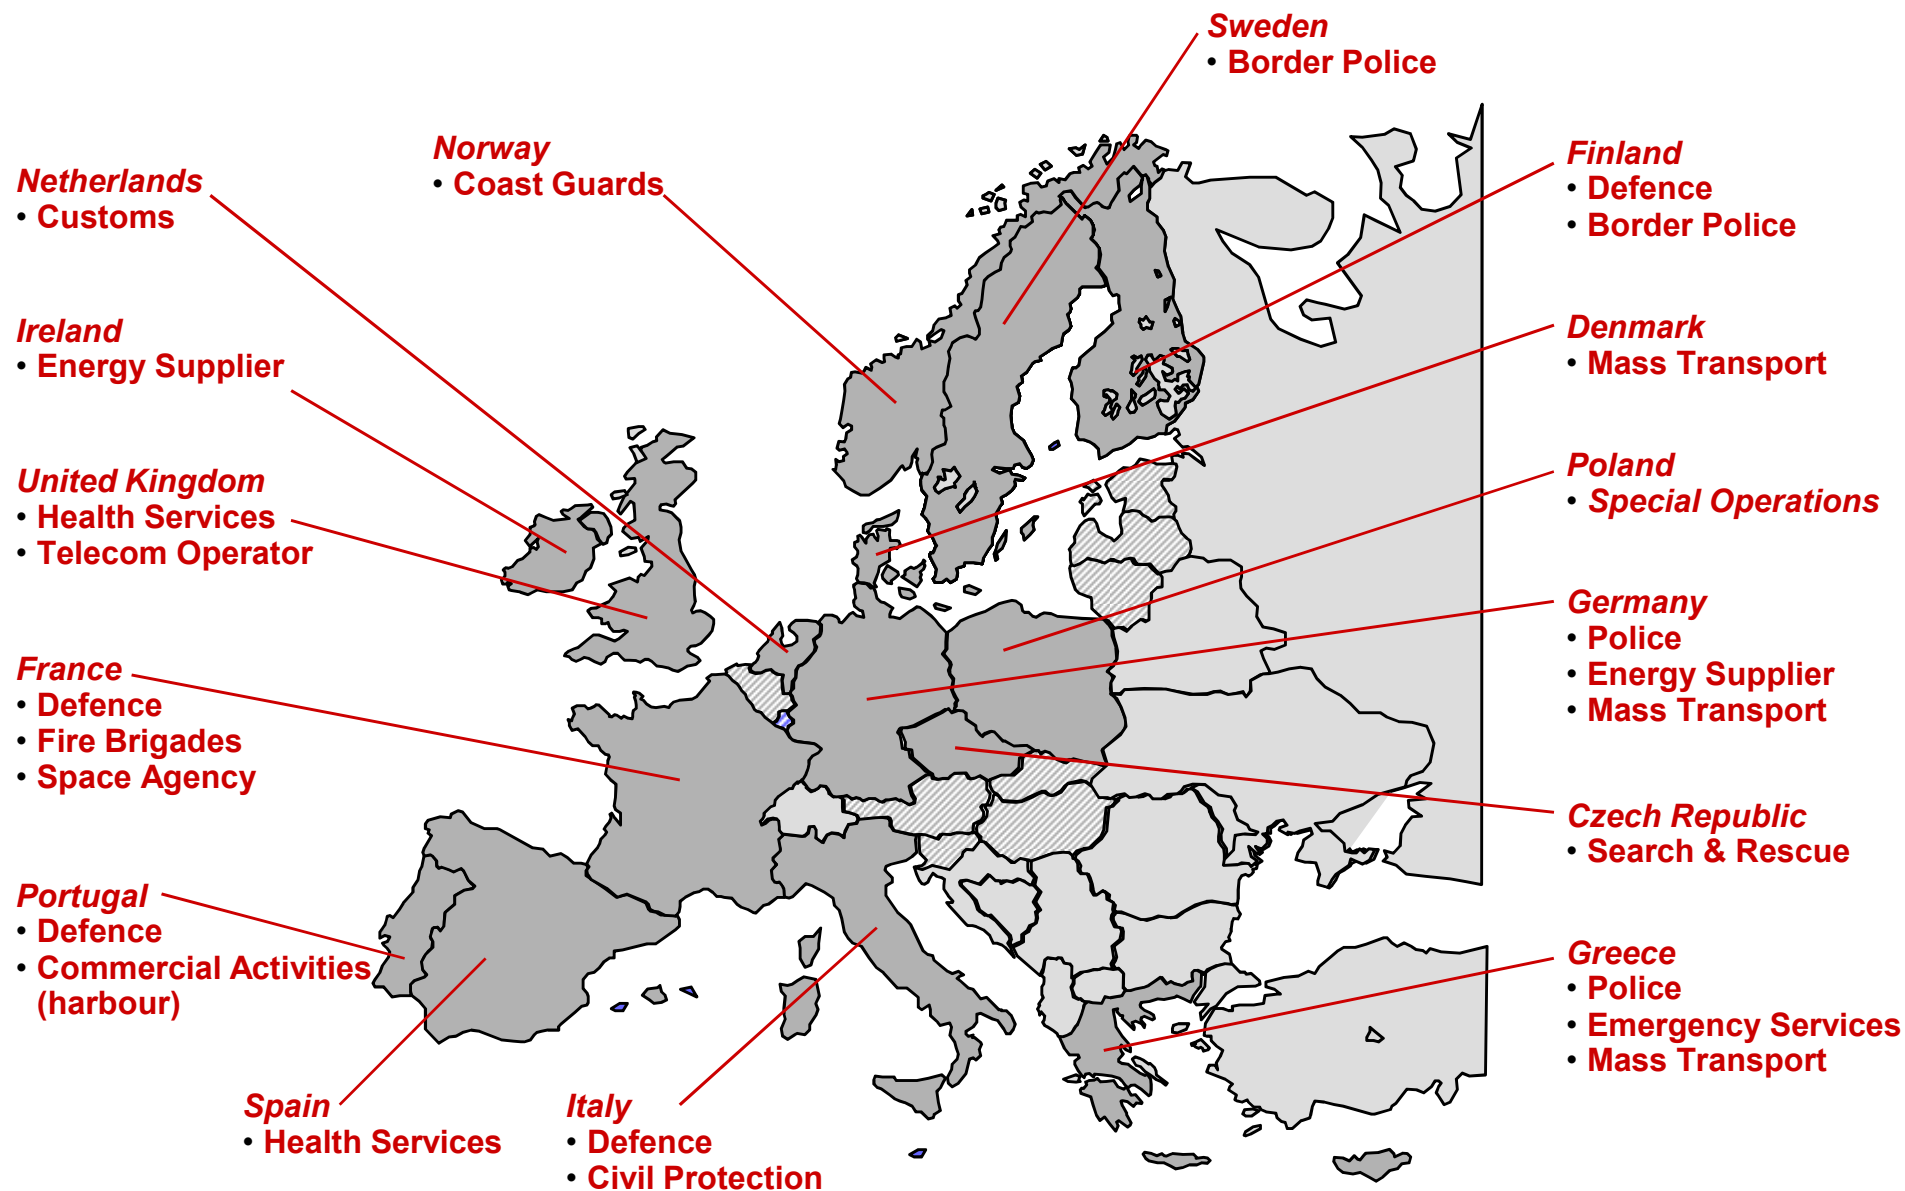 Sweden
• Border Police
Norway
• Coast Guards
Netherlands
• Customs
Ireland
• Energy Supplier
United Kingdom
• Health Services
• Telecom Operator
France
• Defence
• Fire Brigades
• Space Agency
Portugal
• Defence
• Commercial Activities
(harbour)
Spain
• Health Services
Italy
• Defence
• Civil Protection
Finland
• Defence
• Border Police
Denmark
• Mass Transport
Poland
• Special Operations
Germany
• Police
• Energy Supplier
• Mass Transport
Czech Republic
• Search & Rescue
Greece
• Police
• Emergency Services
• Mass Transport